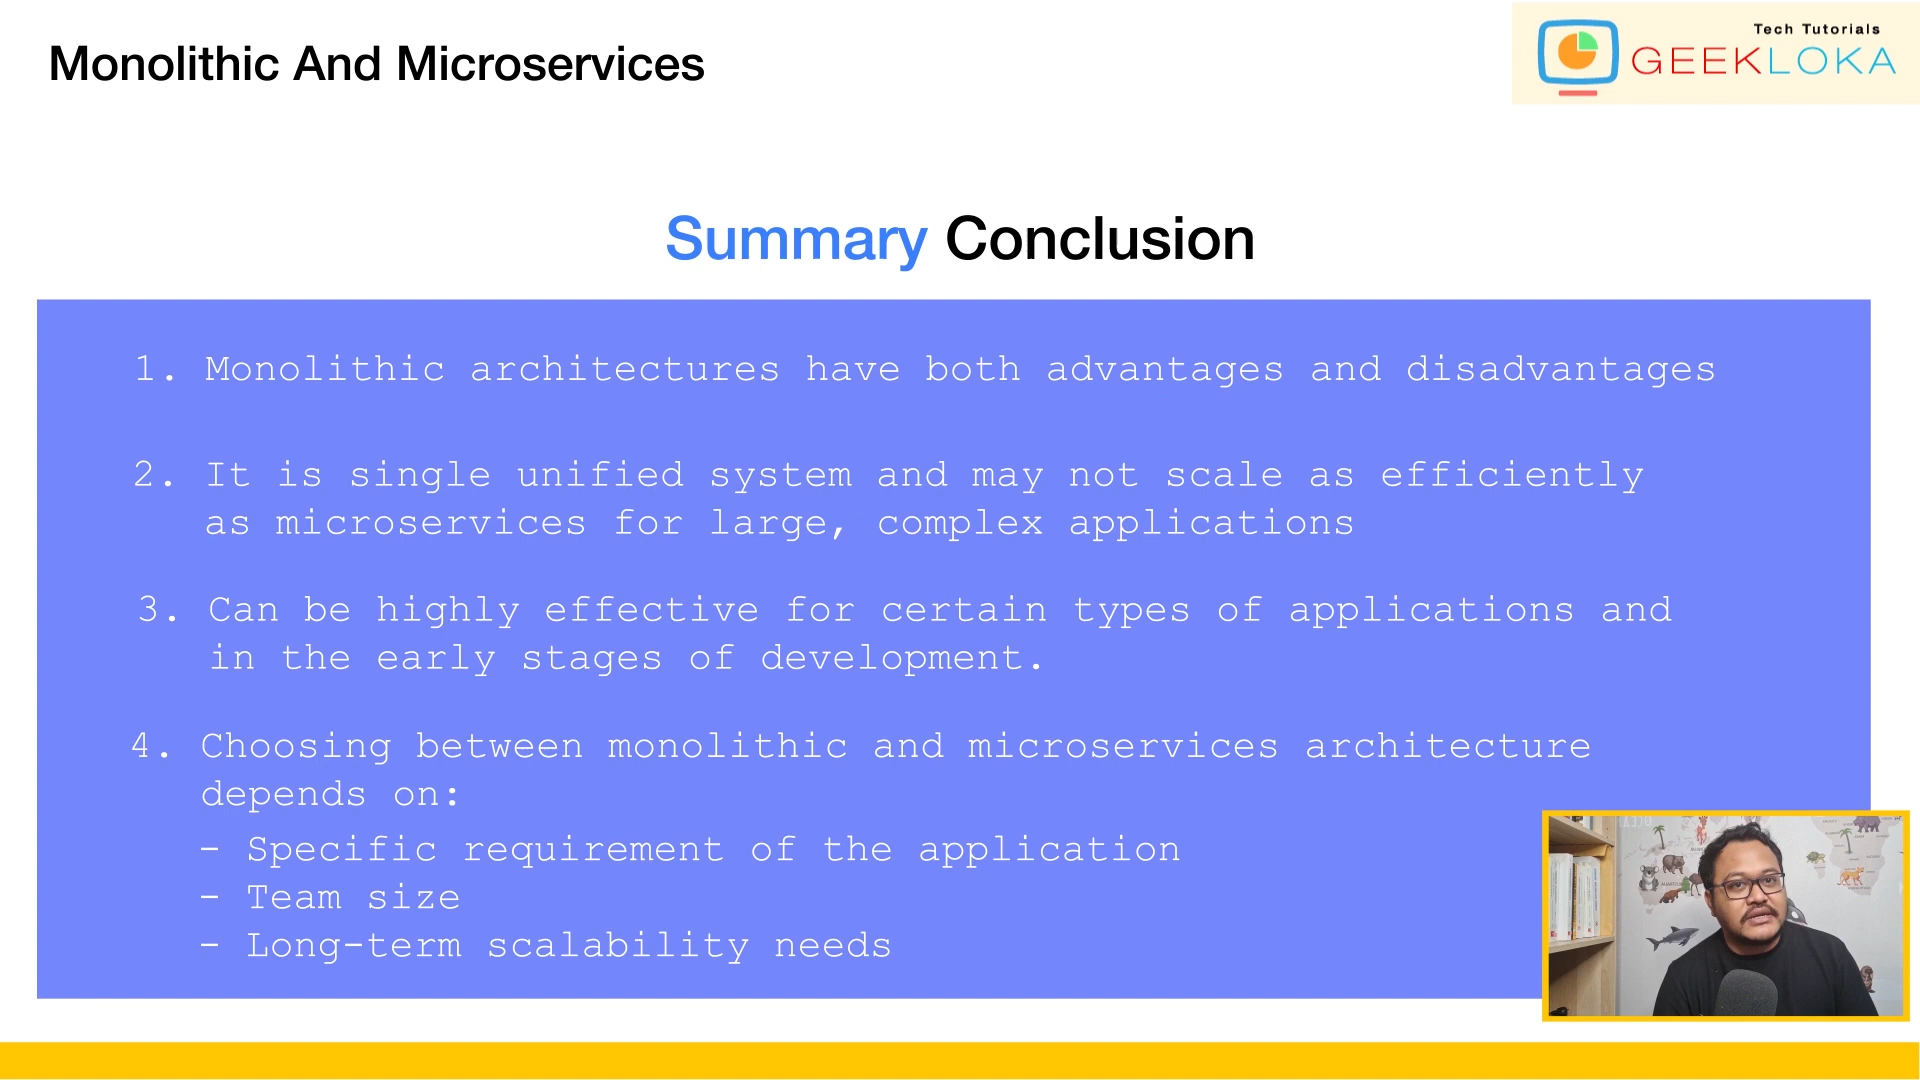 Monolithic And Microservices
Tech Tutorials
GEEKLOKA
Summary Conclusion
1. Monolithic architectures have both advantages and disadvantages
2. It is single unified system and may not scale as efficiently
as microservices for large, complex applications
3. Can be highly effective for certain types of applications and
in the early stages of development.
4. Choosing between monolithic and microservices architecture
depends on:
- Specific requirement of the application
- Team size
- Long-term scalability needs